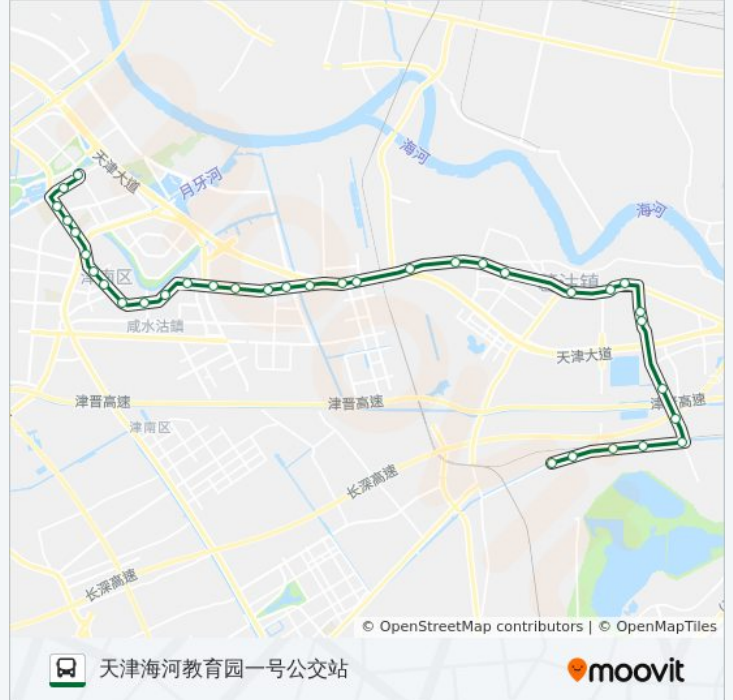 天津大道
月牙河
海河
海河
津南区
葛沽镇
咸水沽镇
天津大道
津晋高速
津晋高速
津晋高速
津南区
长深高速
长深高速
© OpenStreetMap contributors | © OpenMapTiles
天津海河教育园一号公交站
moovit